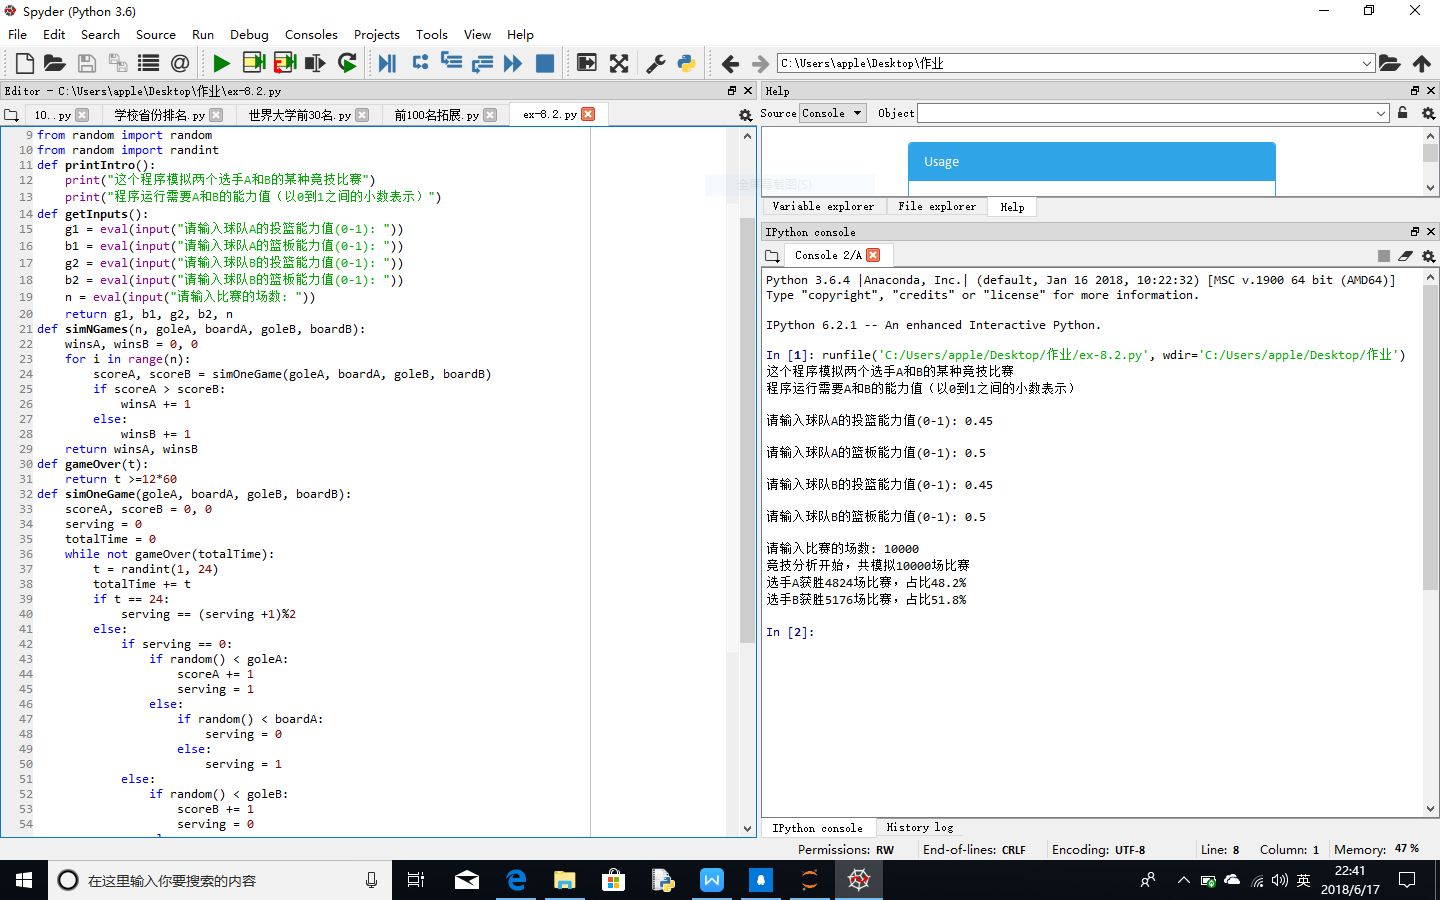 Spyder (Python 3.6)
File Edit Search Source Run Debug Consoles Projects Tools View Help
C:\Users\apple\Desktop\作业
Editor - C:\Users\apple\Desktop\作业\ex-8.2.py
10..py 学校省份排名.py 世界大学前30名.py 前100名拓展.py ex-8.2.py
9 from random import random
10 from random import randint
11 def printIntro():
12 print("这个程序模拟两个选手A和B的某种竞技比赛")
13 print("程序运行需要A和B的能力值（以0到1之间的小数表示）")
14 def getInputs():
15 g1 = eval(input("请输入球队A的投篮能力值(0-1): "))
16 b1 = eval(input("请输入球队A的篮板能力值(0-1): "))
17 g2 = eval(input("请输入球队B的投篮能力值(0-1): "))
18 b2 = eval(input("请输入球队B的篮板能力值(0-1): "))
19 n = eval(input("请输入比赛的场数: "))
20 return g1, b1, g2, b2, n
21 def simNGames(n, goleA, boardA, goleB, boardB):
22 winsA, winsB = 0, 0
23 for i in range(n):
24 scoreA, scoreB = simOneGame(goleA, boardA, goleB, boardB)
25 if scoreA > scoreB:
26 winsA += 1
27 else:
28 winsB += 1
29 return winsA, winsB
30 def gameOver(t):
31 return t >=12*60
32 def simOneGame(goleA, boardA, goleB, boardB):
33 scoreA, scoreB = 0, 0
34 serving = 0
35 totalTime = 0
36 while not gameOver(totalTime):
37 t = randint(1, 24)
38 totalTime += t
39 if t == 24:
40 serving == (serving +1)%2
41 else:
42 if serving == 0:
43 if random() < goleA:
44 scoreA += 1
45 serving = 1
46 else:
47 if random() < boardA:
48 serving = 0
49 else:
50 serving = 1
51 else:
52 if random() < goleB:
53 scoreB += 1
54 serving = 0
全屏幕截图(S)
Help
Source Console Object
Usage
Variable explorer File explorer Help
IPython console
Console 2/A
Python 3.6.4 |Anaconda, Inc.| (default, Jan 16 2018, 10:22:32) [MSC v.1900 64 bit (AMD64)]
Type "copyright", "credits" or "license" for more information.
IPython 6.2.1 -- An enhanced Interactive Python.
In [1]: runfile('C:/Users/apple/Desktop/作业/ex-8.2.py', wdir='C:/Users/apple/Desktop/作业')
这个程序模拟两个选手A和B的某种竞技比赛
程序运行需要A和B的能力值（以0到1之间的小数表示）
请输入球队A的投篮能力值(0-1): 0.45
请输入球队A的篮板能力值(0-1): 0.5
请输入球队B的投篮能力值(0-1): 0.45
请输入球队B的篮板能力值(0-1): 0.5
请输入比赛的场数: 10000
竞技分析开始，共模拟10000场比赛
选手A获胜4824场比赛，占比48.2%
选手B获胜5176场比赛，占比51.8%
In [2]:
IPython console History log
Permissions: RW End-of-lines: CRLF Encoding: UTF-8 Line: 8 Column: 1 Memory: 47 %
在这里输入你要搜索的内容
英
22:41
2018/6/17